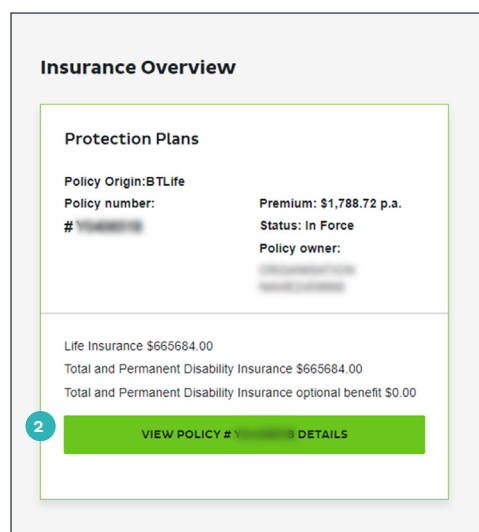 Insurance Overview
Protection Plans
Policy Origin:BTLife
Policy number:
#
Premium: $1,788.72 p.a.
Status: In Force
Policy owner:
Life Insurance $665684.00
Total and Permanent Disability Insurance $665684.00
Total and Permanent Disability Insurance optional benefit $0.00
2
VIEW POLICY # DETAILS